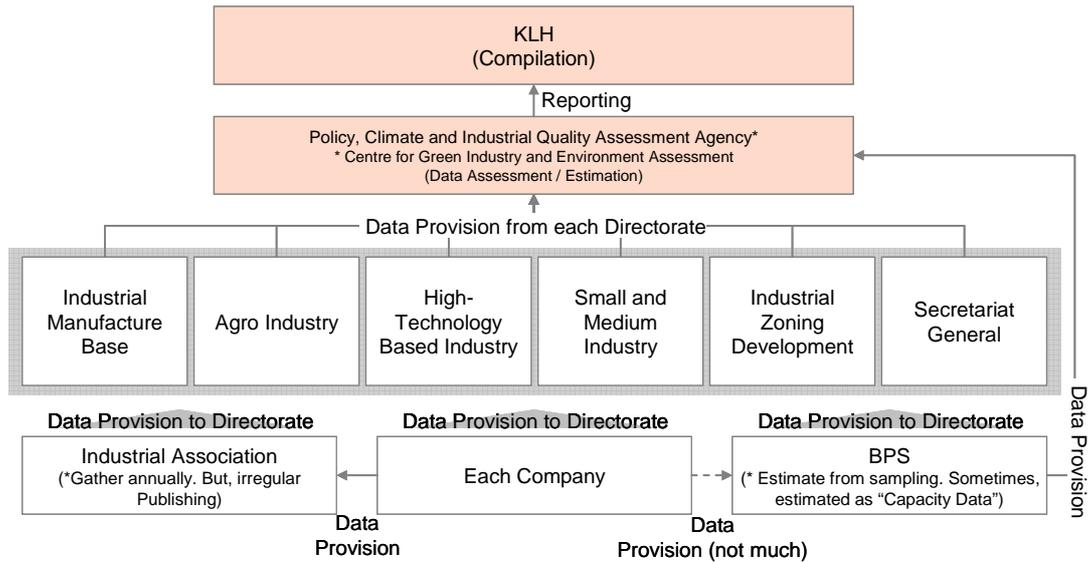 KLH
(Compilation)
Reporting
Policy, Climate and Industrial Quality Assessment Agency*
* Centre for Green Industry and Environment Assessment
(Data Assessment / Estimation)
Data Provision from each Directorate
Industrial
Manufacture
Base
Agro Industry
High-
Technology
Based Industry
Small and
Medium
Industry
Industrial
Zoning
Development
Secretariat
General
Data Provision to Directorate
Data Provision to Directorate
Data Provision to Directorate
Industrial Association
(*Gather annually. But, irregular
Publishing)
Each Company
BPS
(* Estimate from sampling. Sometimes,
estimated as “Capacity Data”)
Data
Provision
Data
Provision (not much)
Data Provision